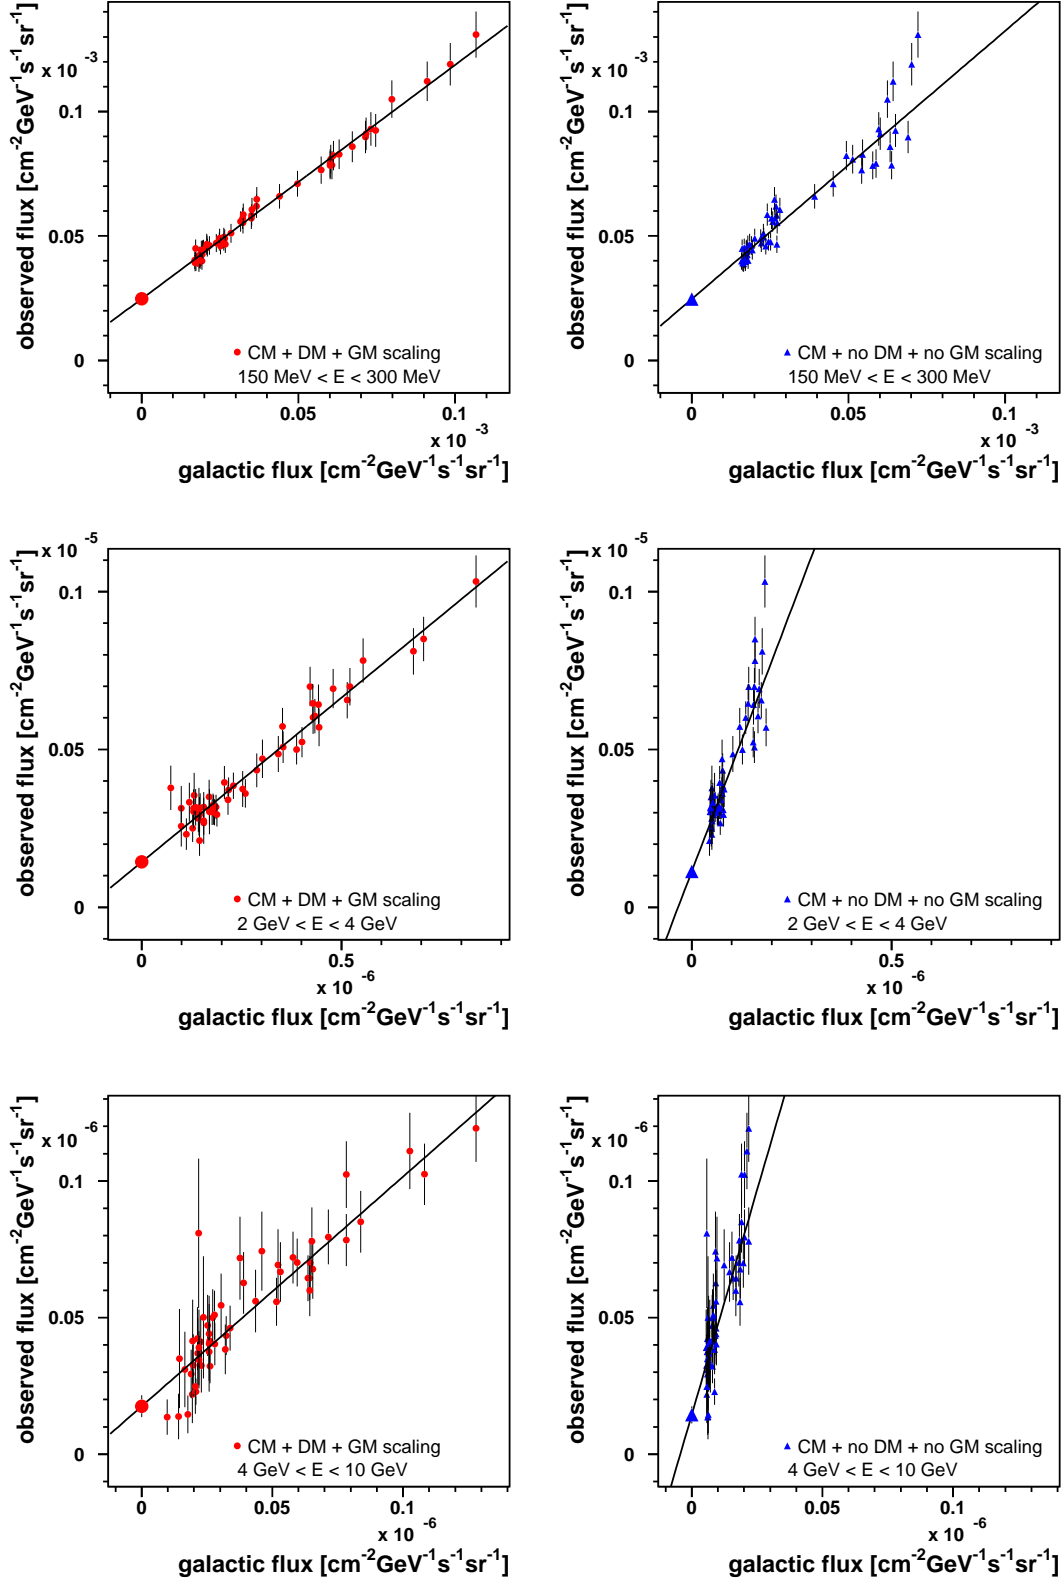 observed flux [cm-2GeV-1s-1sr-1]
x 10 -3
0.1
0.05
0
CM + DM + GM scaling
150 MeV < E < 300 MeV
0 0.05 0.1
x 10 -3
galactic flux [cm-2GeV-1s-1sr-1]
observed flux [cm-2GeV-1s-1sr-1]
x 10 -3
0.1
0.05
0
CM + no DM + no GM scaling
150 MeV < E < 300 MeV
0 0.05 0.1
x 10 -3
galactic flux [cm-2GeV-1s-1sr-1]
observed flux [cm-2GeV-1s-1sr-1]
x 10 -5
0.1
0.05
0
CM + DM + GM scaling
2 GeV < E < 4 GeV
0 0.5
x 10 -6
galactic flux [cm-2GeV-1s-1sr-1]
observed flux [cm-2GeV-1s-1sr-1]
x 10 -5
0.1
0.05
0
CM + no DM + no GM scaling
2 GeV < E < 4 GeV
0 0.5
x 10 -6
galactic flux [cm-2GeV-1s-1sr-1]
observed flux [cm-2GeV-1s-1sr-1]
x 10 -6
0.1
0.05
0
CM + DM + GM scaling
4 GeV < E < 10 GeV
0 0.05 0.1
x 10 -6
galactic flux [cm-2GeV-1s-1sr-1]
observed flux [cm-2GeV-1s-1sr-1]
x 10 -6
0.1
0.05
0
CM + no DM + no GM scaling
4 GeV < E < 10 GeV
0 0.05 0.1
x 10 -6
galactic flux [cm-2GeV-1s-1sr-1]